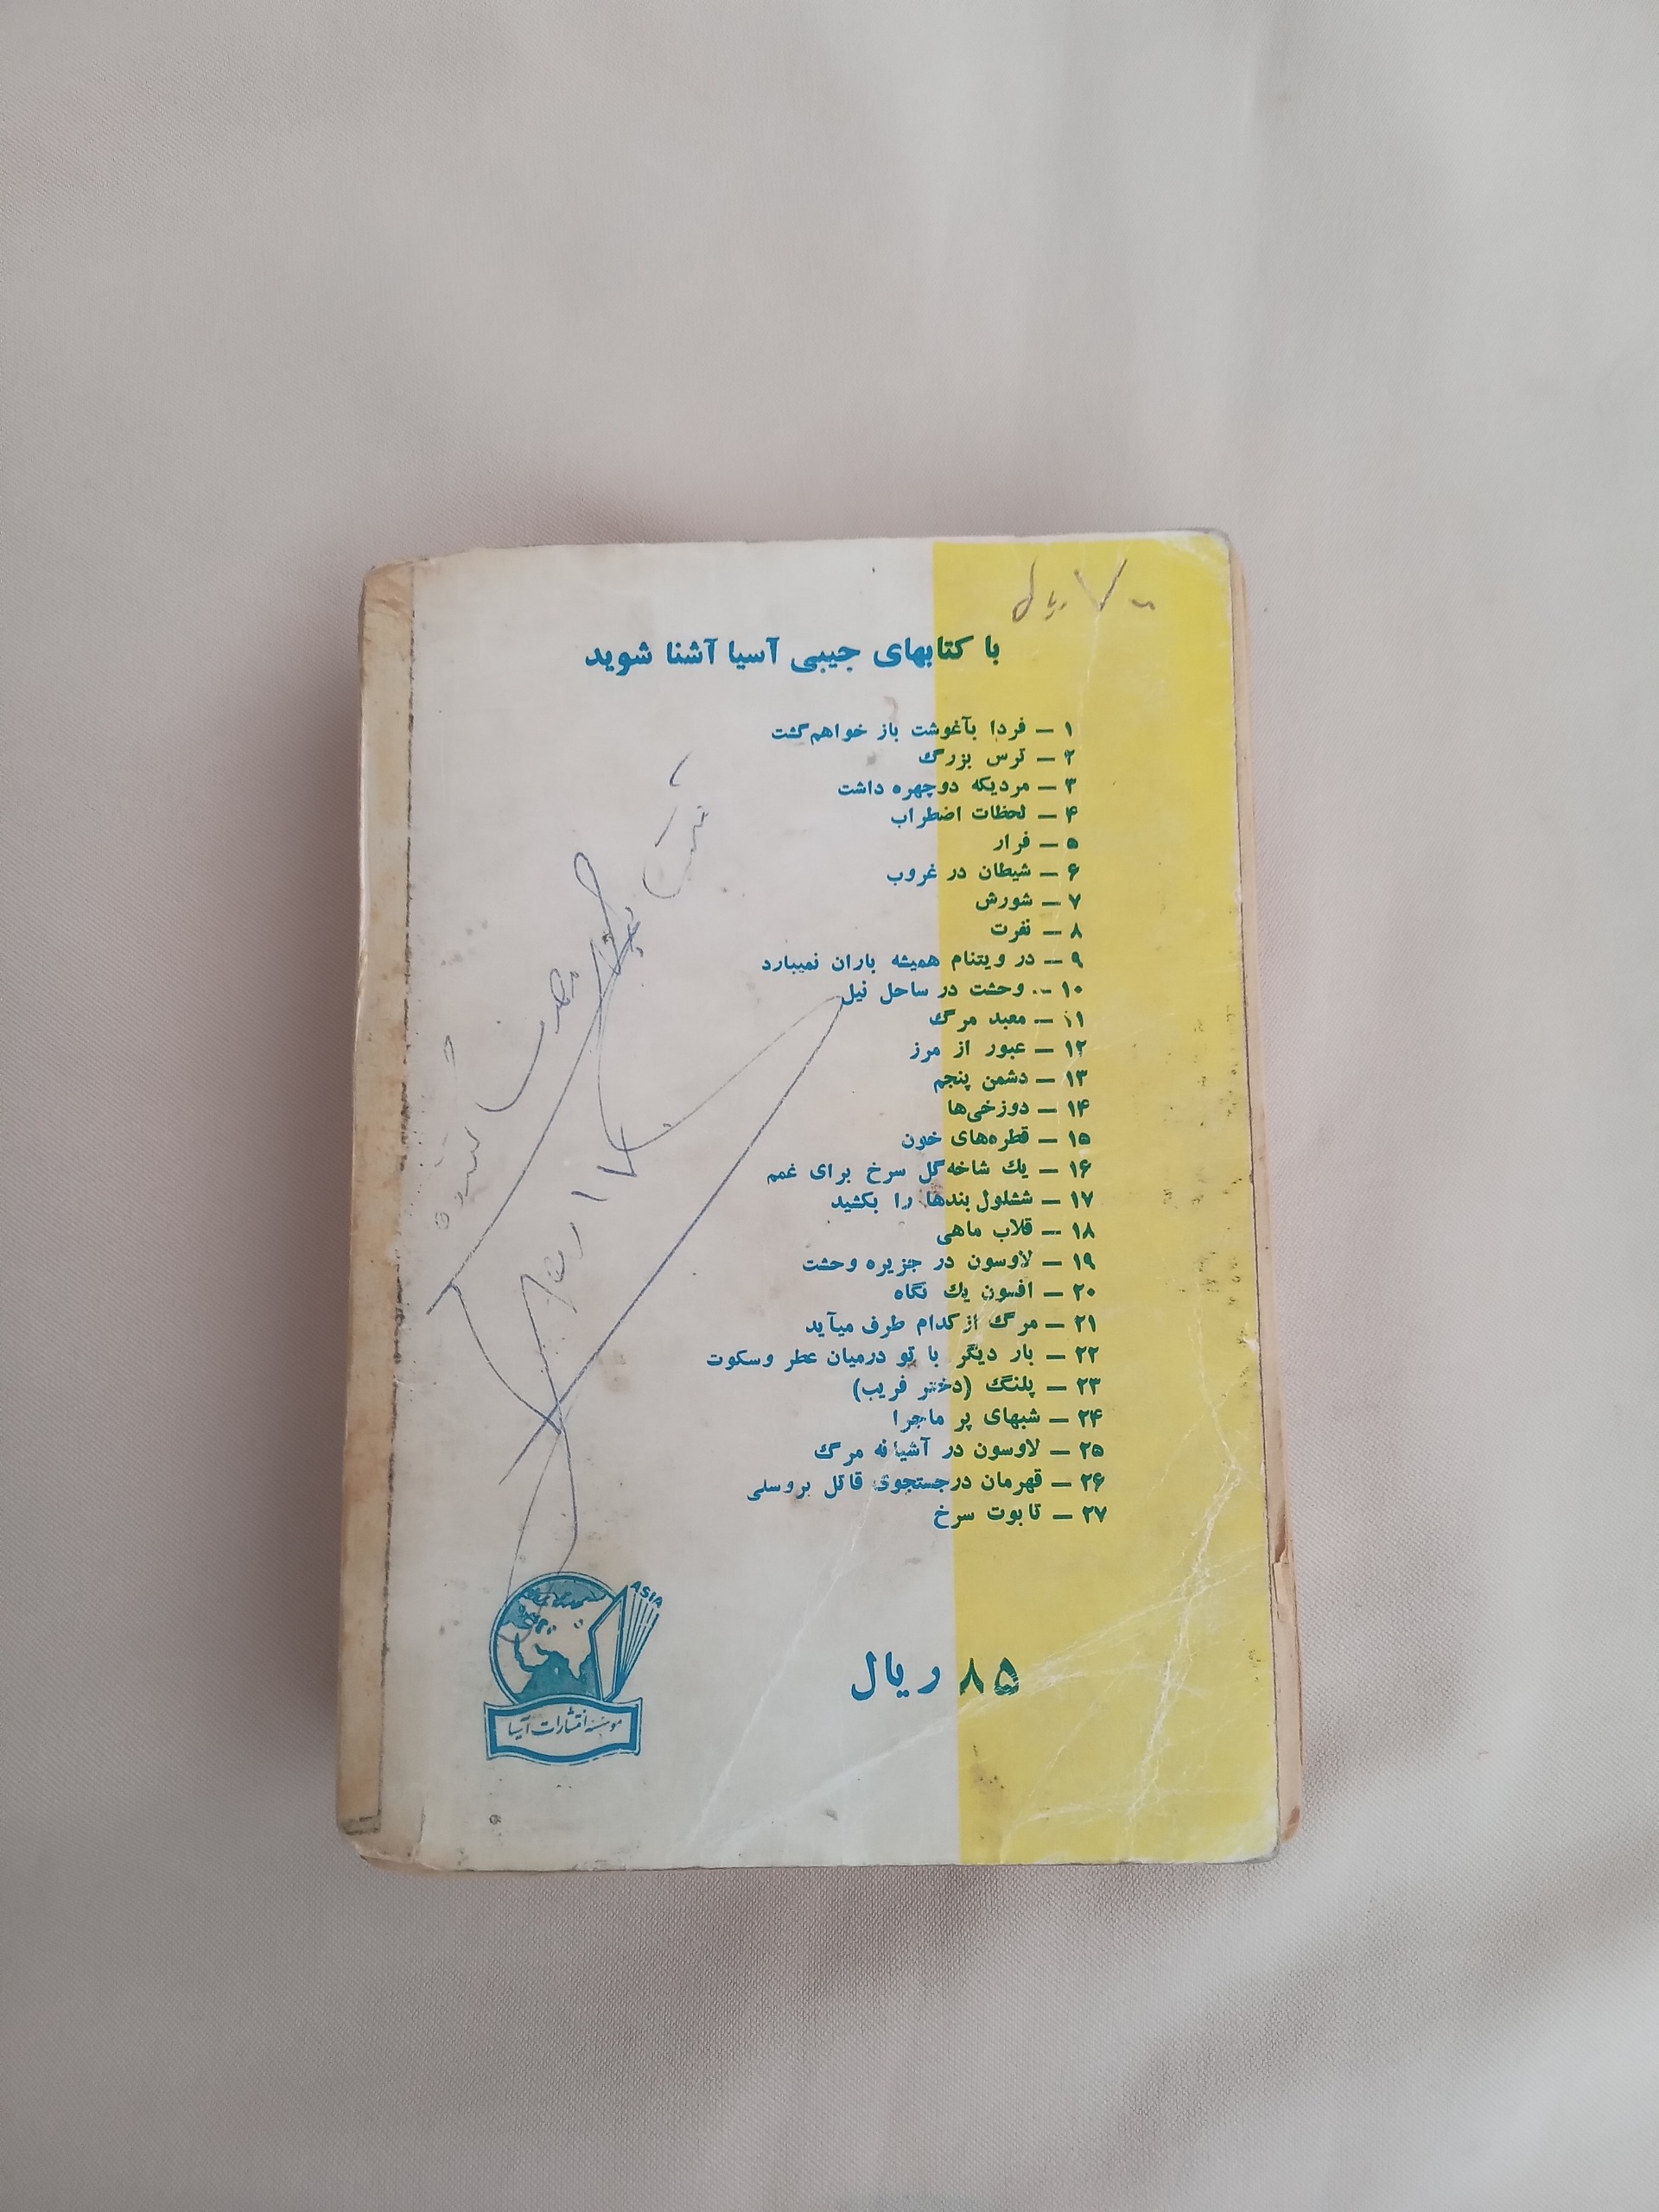 ۷۰ ریال
با کتابهای جیبی آسیا آشنا شوید
۱ — فردا بآغوشت باز خواهم‌گشت
۲ — ترس بزرگ
۳ — مردیکه دوچهره داشت
۴ — لحظات اضطراب
۵ — فرار
۶ — شیطان در غروب
۷ — شورش
۸ — نفرت
۹ — در ویتنام همیشه باران نمیبارد
۱۰ — وحشت در ساحل نیل
۱۱ — معبد مرگ
۱۲ — عبور از مرز
۱۳ — دشمن پنجم
۱۴ — دوزخی‌ها
۱۵ — قطره‌های خون
۱۶ — یك شاخه‌گل سرخ برای غمم
۱۷ — ششلول‌بندها را بکشید
۱۸ — قلاب ماهی
۱۹ — لاوسون در جزیره وحشت
۲۰ — افسون یك نگاه
۲۱ — مرگ از کدام طرف میآید
۲۲ — بار دیگر با تو درمیان عطر وسکوت
۲۳ — پلنگ (دختر فریب)
۲۴ — شبهای پر ماجرا
۲۵ — لاوسون در آشیانه مرگ
۲۶ — قهرمان درجستجوی قاتل بروسلی
۲۷ — تابوت سرخ
ASIA
موسسه انتشارات آسیا
۸۵ ریال